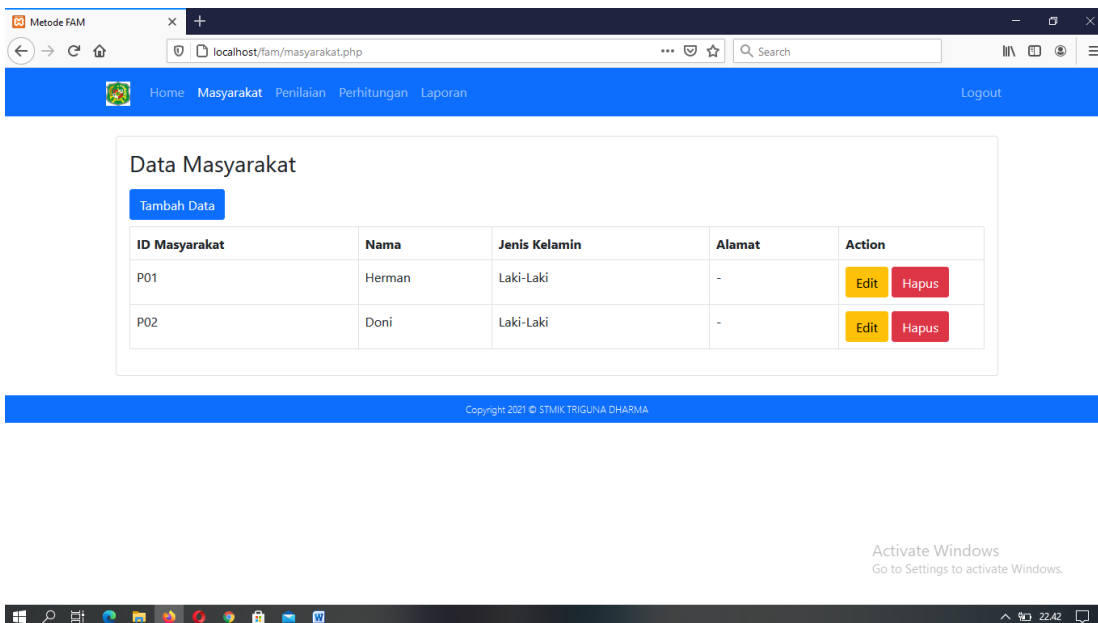 Metode FAM
localhost/fam/masyarakat.php
Search
Home Masyarakat Penilaian Perhitungan Laporan Logout
Data Masyarakat
Tambah Data
ID Masyarakat Nama Jenis Kelamin Alamat Action
P01 Herman Laki-Laki - Edit Hapus
P02 Doni Laki-Laki - Edit Hapus
Copyright 2021 © STMIK TRIGUNA DHARMA
Activate Windows
Go to Settings to activate Windows.
22.42